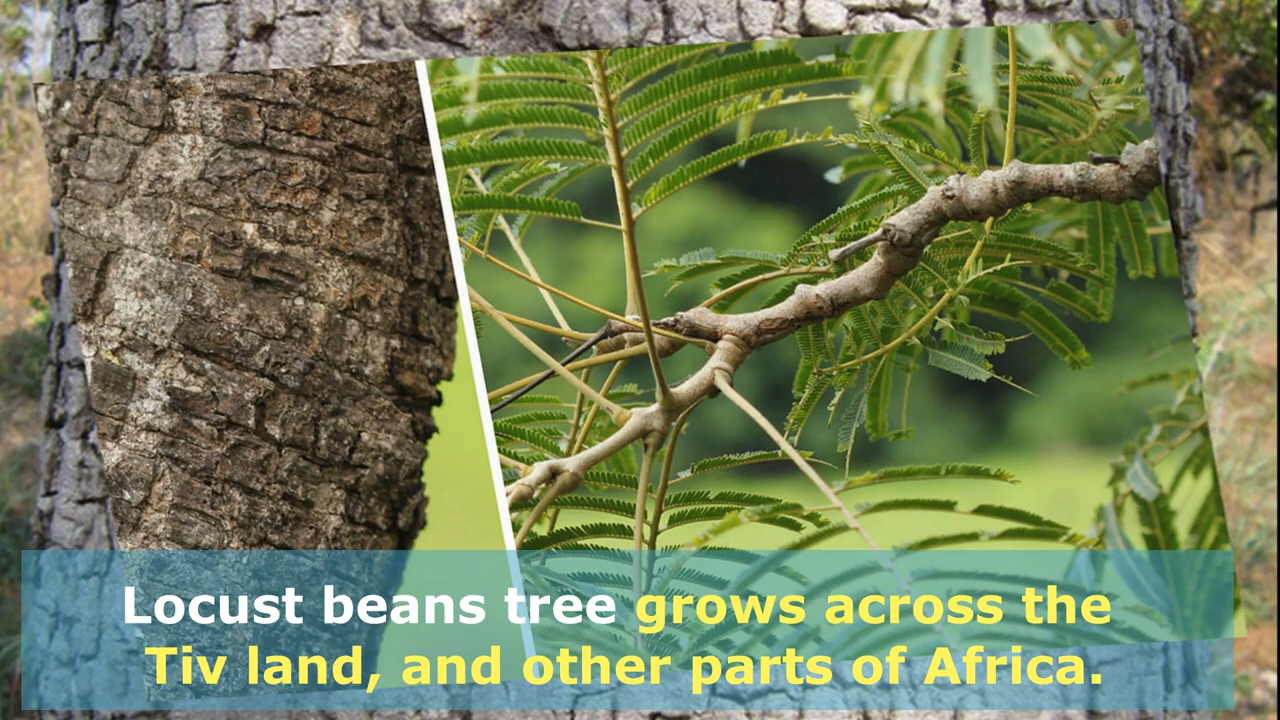 Locust beans tree grows across the
Tiv land, and other parts of Africa.